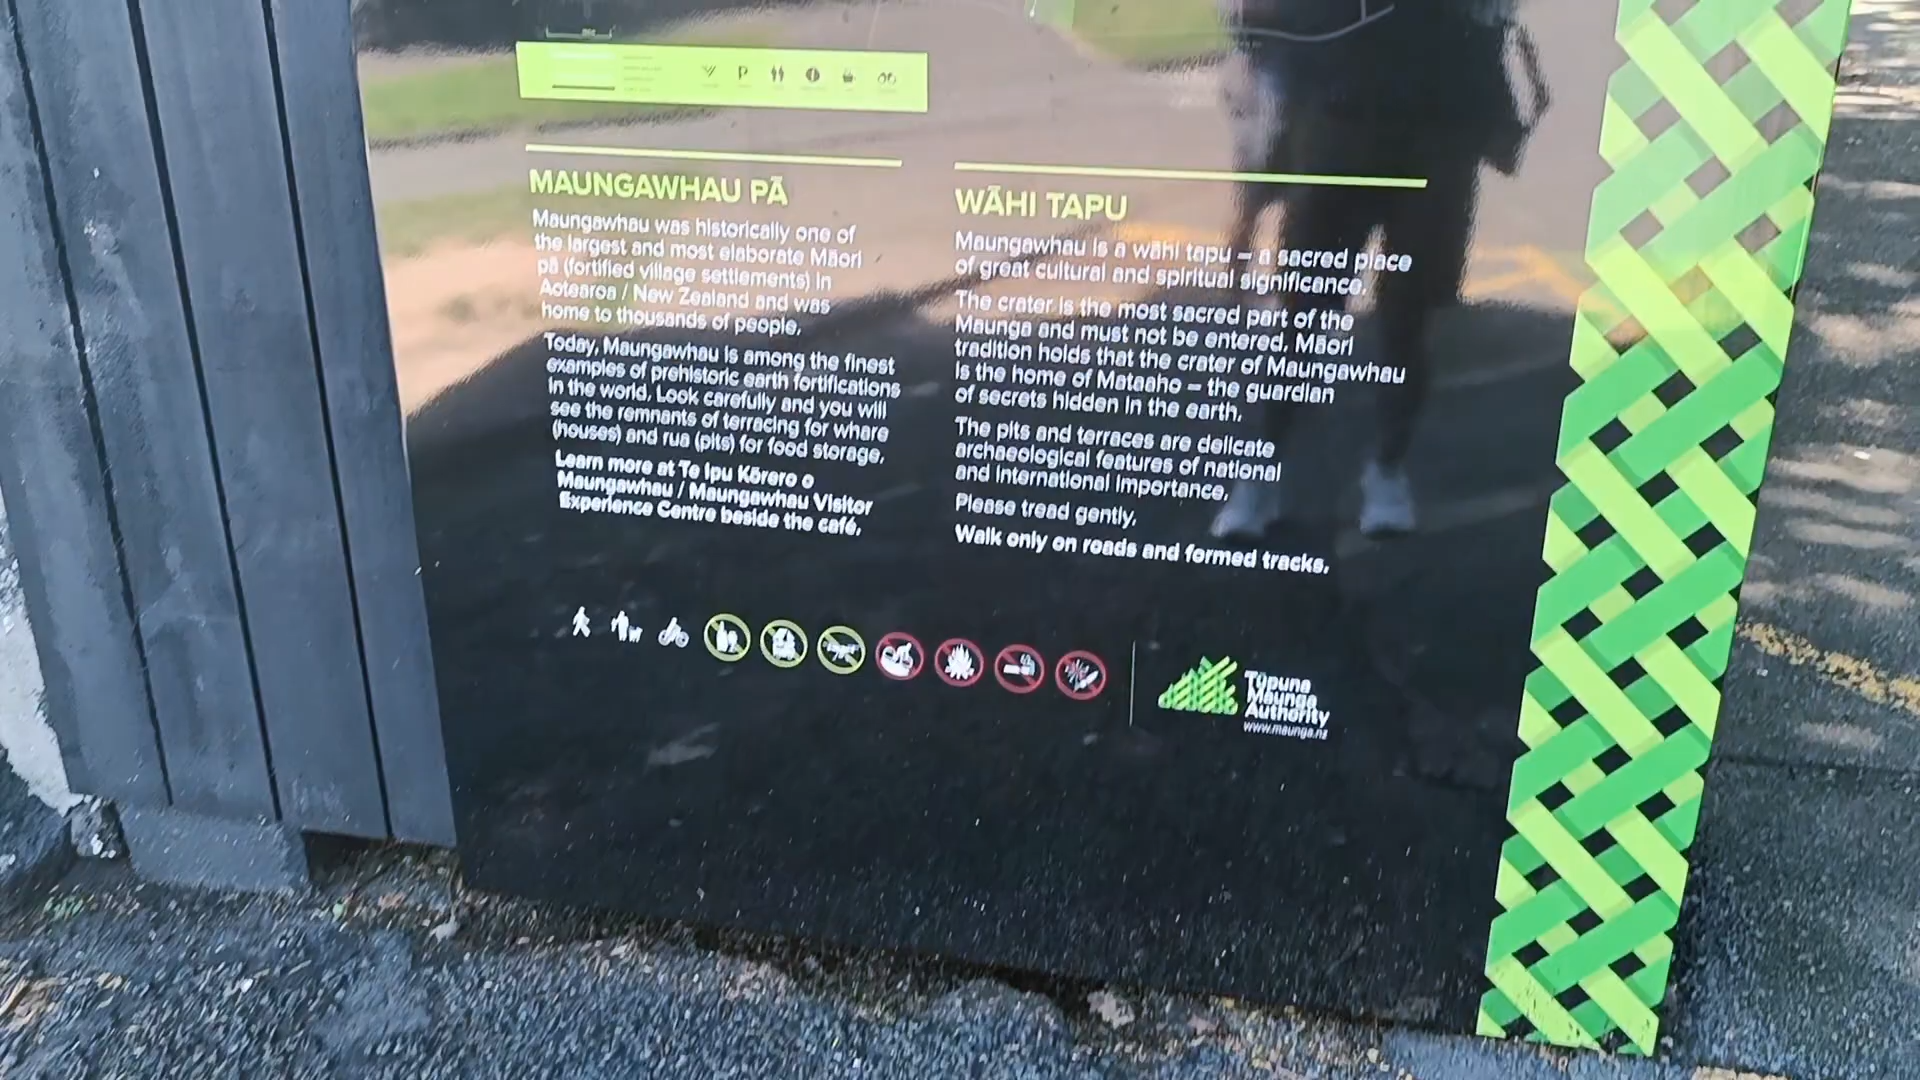 P
MAUNGAWHAU PĀ
Maungawhau was historically one of
the largest and most elaborate Māori
pā (fortified village settlements) in
Aotearoa / New Zealand and was
home to thousands of people.
Today, Maungawhau is among the finest
examples of prehistoric earth fortifications
in the world. Look carefully and you will
see the remnants of terracing for whare
(houses) and rua (pits) for food storage.
Learn more at Te Ipu Kōrero o
Maungawhau / Maungawhau Visitor
Experience Centre beside the café.
WĀHI TAPU
Maungawhau is a wāhi tapu – a sacred place
of great cultural and spiritual significance.
The crater is the most sacred part of the
Maunga and must not be entered. Māori
tradition holds that the crater of Maungawhau
is the home of Mataaho – the guardian
of secrets hidden in the earth.
The pits and terraces are delicate
archaeological features of national
and international importance.
Please tread gently.
Walk only on roads and formed tracks.
Tūpuna
Maunga
Authority
www.maunga.nz